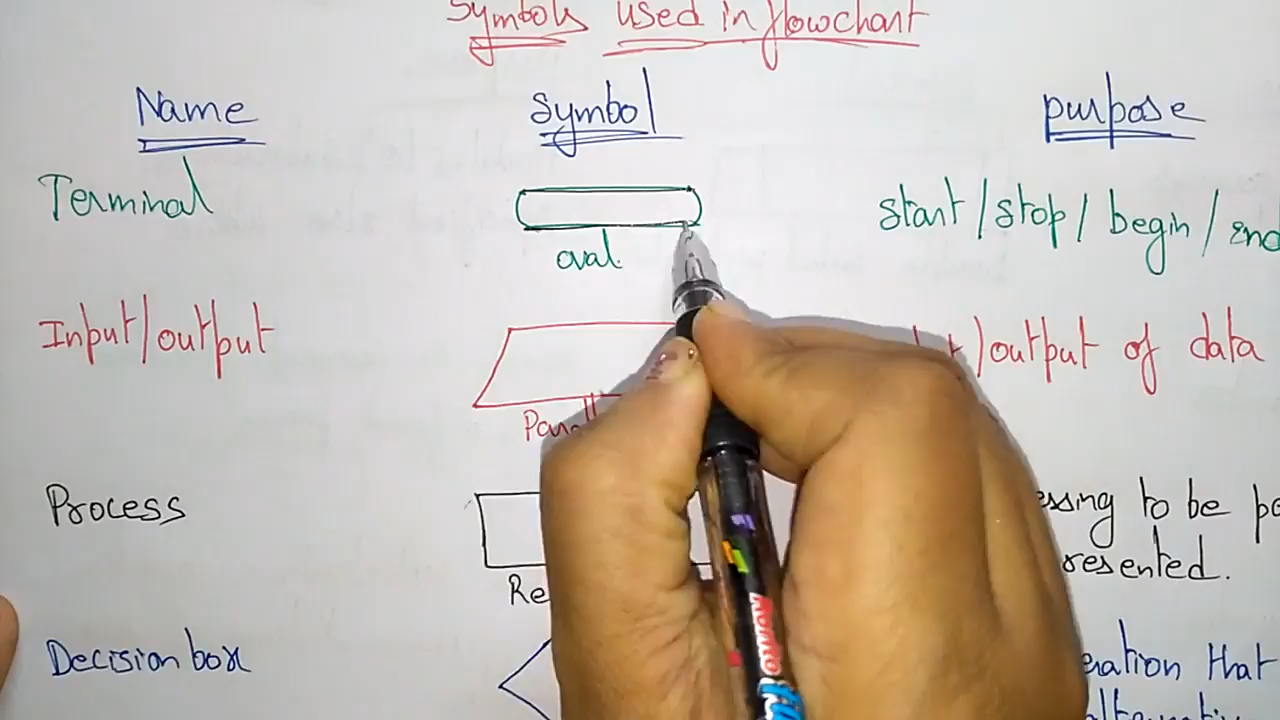 Symbols used in flowchart
Name symbol purpose
Terminal start/stop/ begin/ end
oval.
Input/output /output of data
Process essing to be
resented.
Decision box eration that